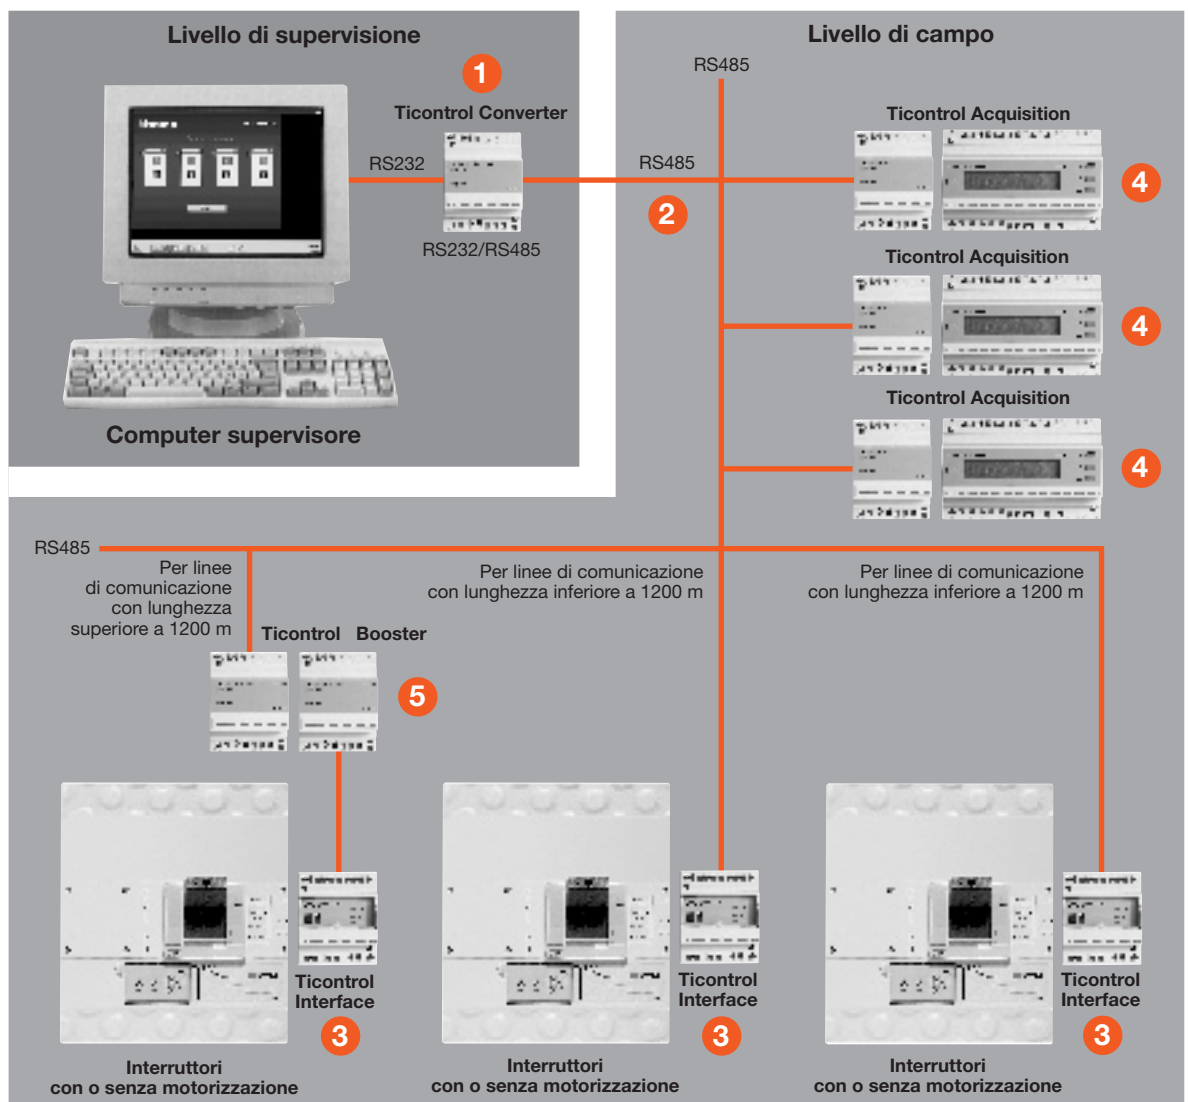 Livello di supervisione
1
Ticontrol Converter
RS232
RS232/RS485
Computer supervisore
Livello di campo
RS485
RS485
2
Ticontrol Acquisition
4
Ticontrol Acquisition
4
Ticontrol Acquisition
4
RS485
Per linee
di comunicazione
con lunghezza
superiore a 1200 m
Ticontrol Booster
5
Per linee di comunicazione
con lunghezza inferiore a 1200 m
Per linee di comunicazione
con lunghezza inferiore a 1200 m
Ticontrol
Interface
3
Interruttori
con o senza motorizzazione
Ticontrol
Interface
3
Interruttori
con o senza motorizzazione
Ticontrol
Interface
3
Interruttori
con o senza motorizzazione